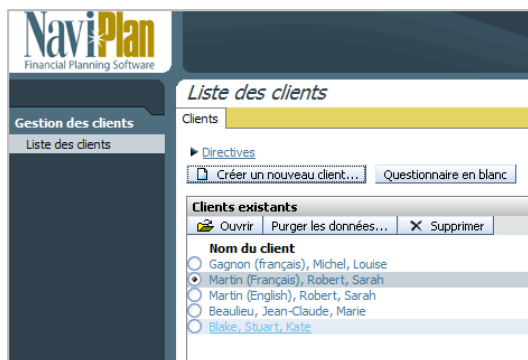 NaviPlan
Financial Planning Software
Liste des clients
Gestion des clients
Clients
Liste des clients
Directives
Créer un nouveau client... Questionnaire en blanc
Clients existants
Ouvrir Purger les données... Supprimer
Nom du client
Gagnon (français), Michel, Louise
Martin (Français), Robert, Sarah
Martin (English), Robert, Sarah
Beaulieu, Jean-Claude, Marie
Blake, Stuart, Kate